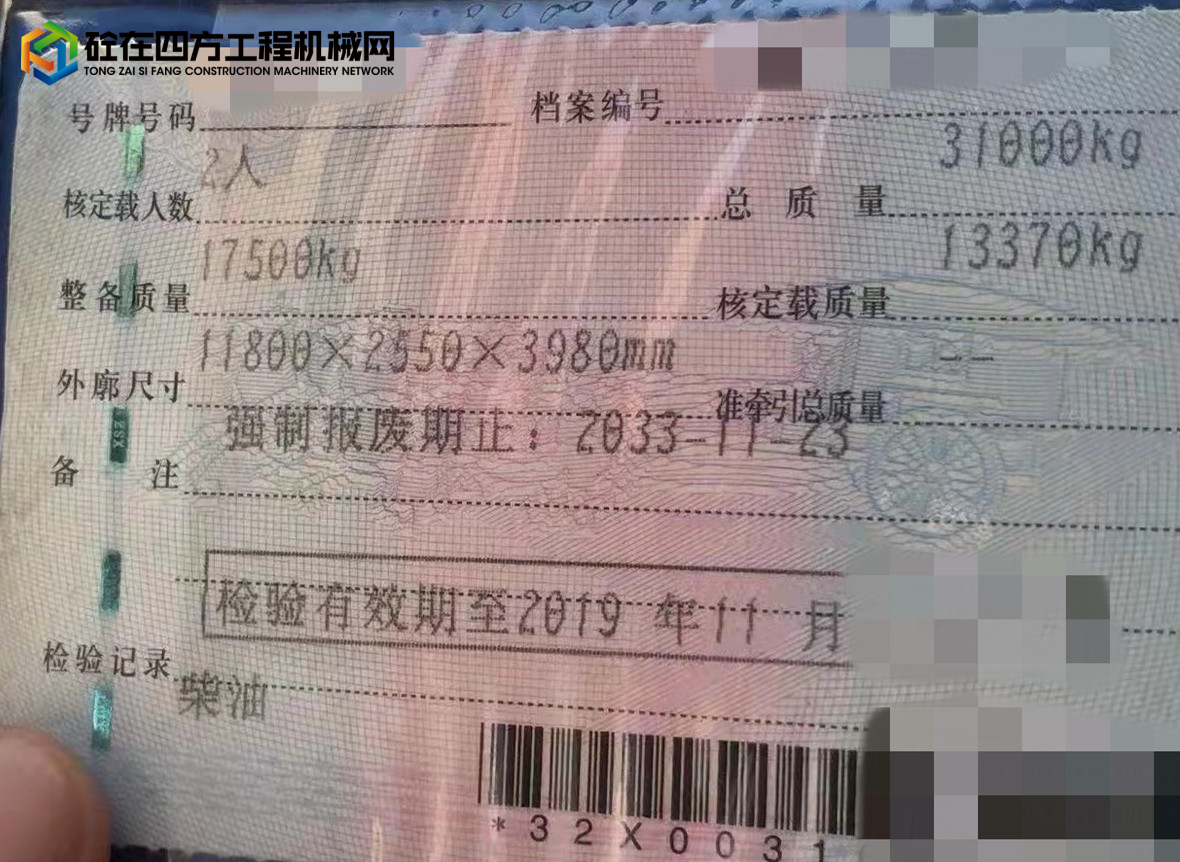 砼在四方工程机械网
TONG ZAI SI FANG CONSTRUCTION MACHINERY NETWORK
号牌号码 档案编号
核定载人数 2人 总质量 31000kg
整备质量 17500kg 核定载质量 13370kg
外廓尺寸 11800×2550×3980mm 准牵引总质量 --
备注 强制报废期止：2033-11-23
检验有效期至2019 年11 月
检验记录
柴油
*32X0031
XSZ